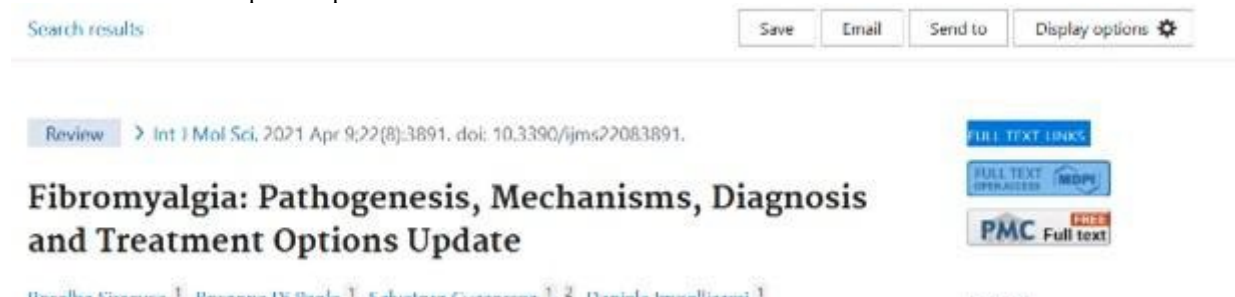 Search results
Save
Email
Send to
Display options
Review
Int J Mol Sci. 2021 Apr 9;22(8):3891. doi: 10.3390/ijms22083891.
FULL TEXT LINKS
FULL TEXT
OPEN ACCESS
MDPI
Fibromyalgia: Pathogenesis, Mechanisms, Diagnosis
and Treatment Options Update
FREE
PMC Full text